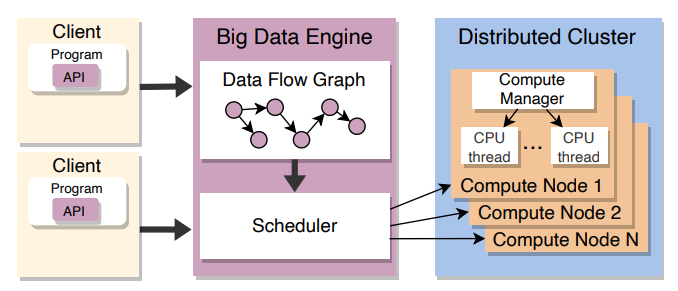 Client
Program
API
Client
Program
API
Big Data Engine
Data Flow Graph
Scheduler
Distributed Cluster
Compute
Manager
CPU
thread
...
CPU
thread
Compute Node 1
Compute Node 2
Compute Node N